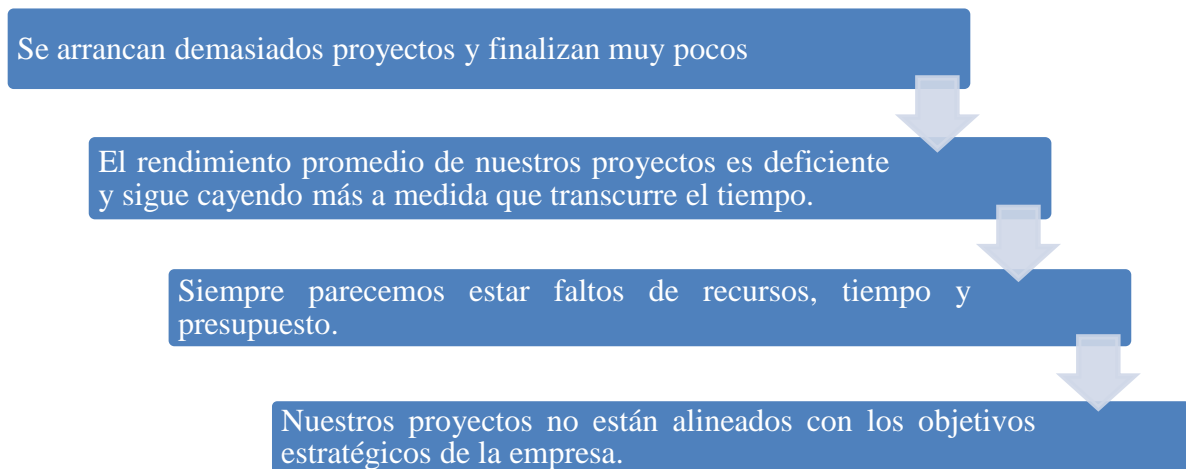 Se arrancan demasiados proyectos y finalizan muy pocos
El rendimiento promedio de nuestros proyectos es deficiente
y sigue cayendo más a medida que transcurre el tiempo.
Siempre parecemos estar faltos de recursos, tiempo y
presupuesto.
Nuestros proyectos no están alineados con los objetivos
estratégicos de la empresa.